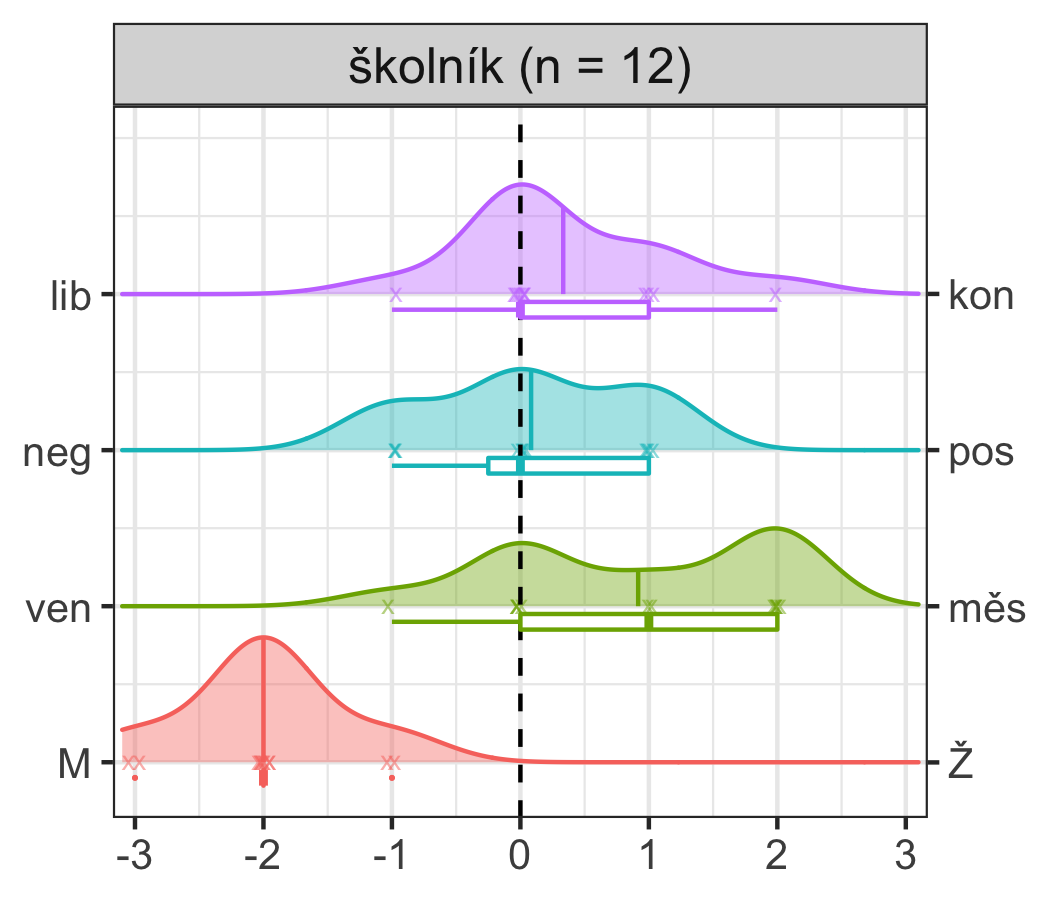 školník (n = 12)
lib kon
neg pos
ven měs
M Ž
-3 -2 -1 0 1 2 3